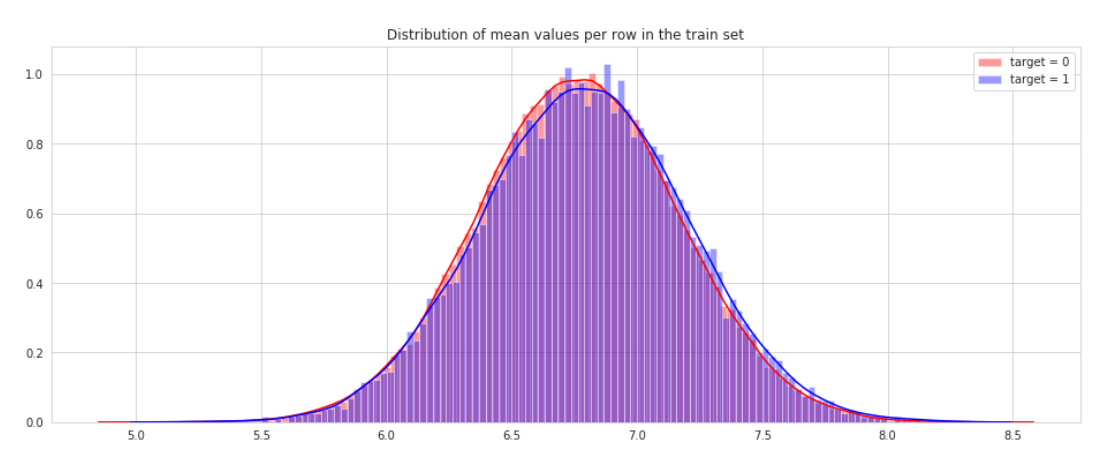 Distribution of mean values per row in the train set
target = 0
target = 1
1.0
0.8
0.6
0.4
0.2
0.0
5.0 5.5 6.0 6.5 7.0 7.5 8.0 8.5